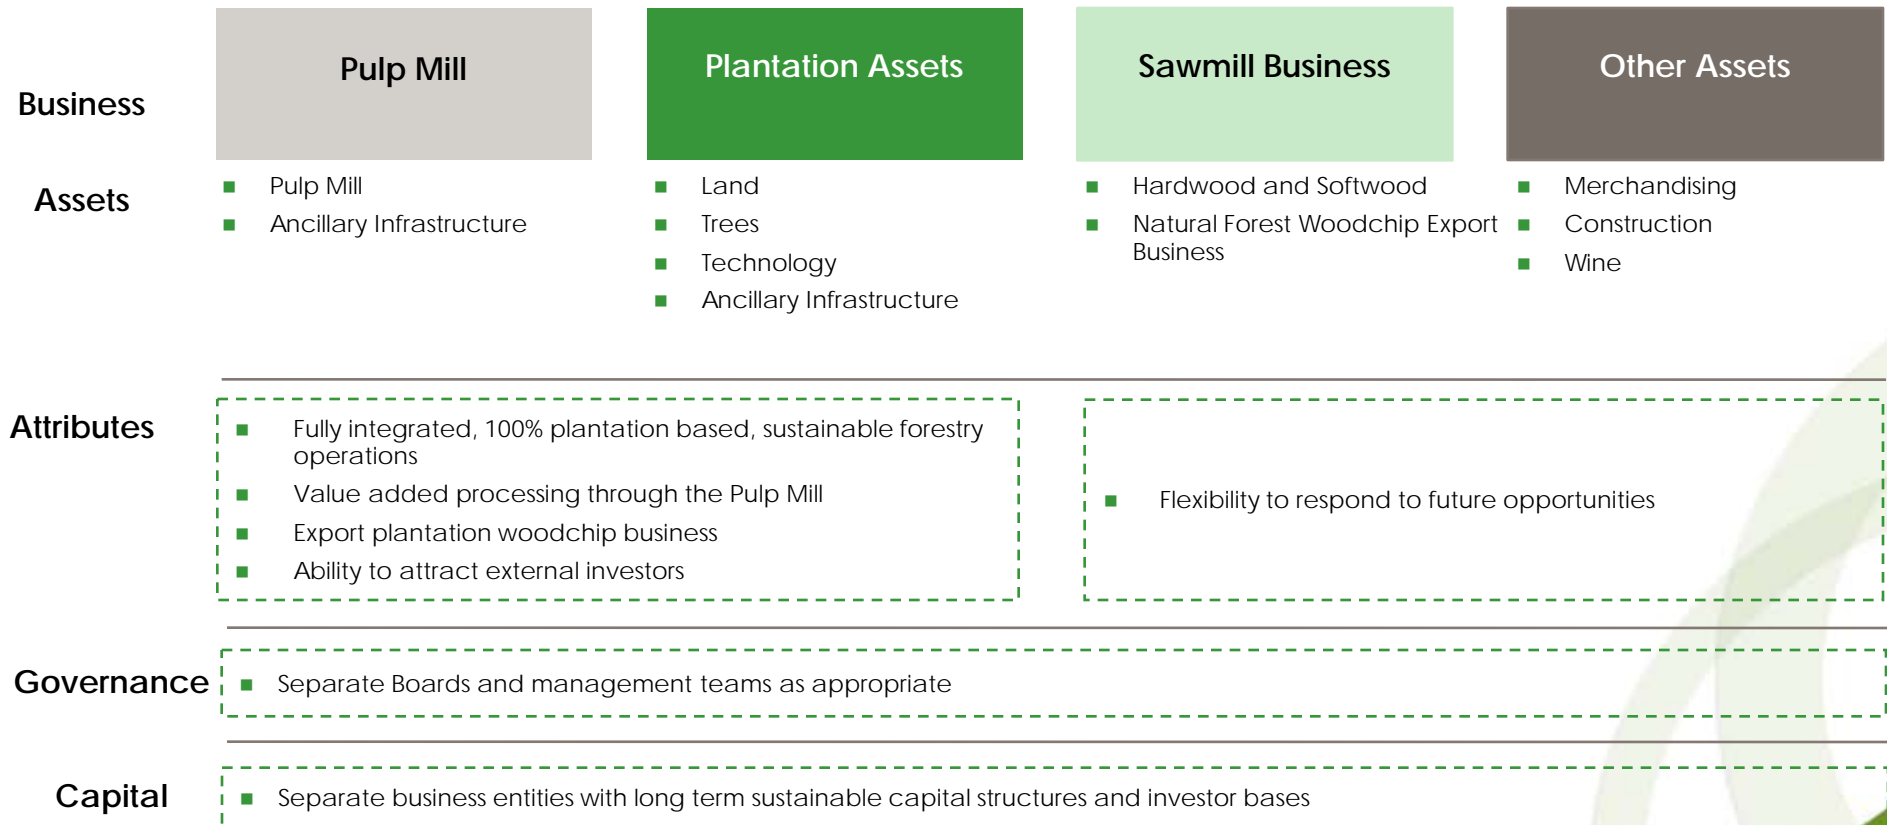 Business
Pulp Mill
Plantation Assets
Sawmill Business
Other Assets
Assets
Pulp Mill
Ancillary Infrastructure
Land
Trees
Technology
Ancillary Infrastructure
Hardwood and Softwood
Natural Forest Woodchip Export
Business
Merchandising
Construction
Wine
Attributes
Fully integrated, 100% plantation based, sustainable forestry
operations
Value added processing through the Pulp Mill
Export plantation woodchip business
Ability to attract external investors
Flexibility to respond to future opportunities
Governance
Separate Boards and management teams as appropriate
Capital
Separate business entities with long term sustainable capital structures and investor bases